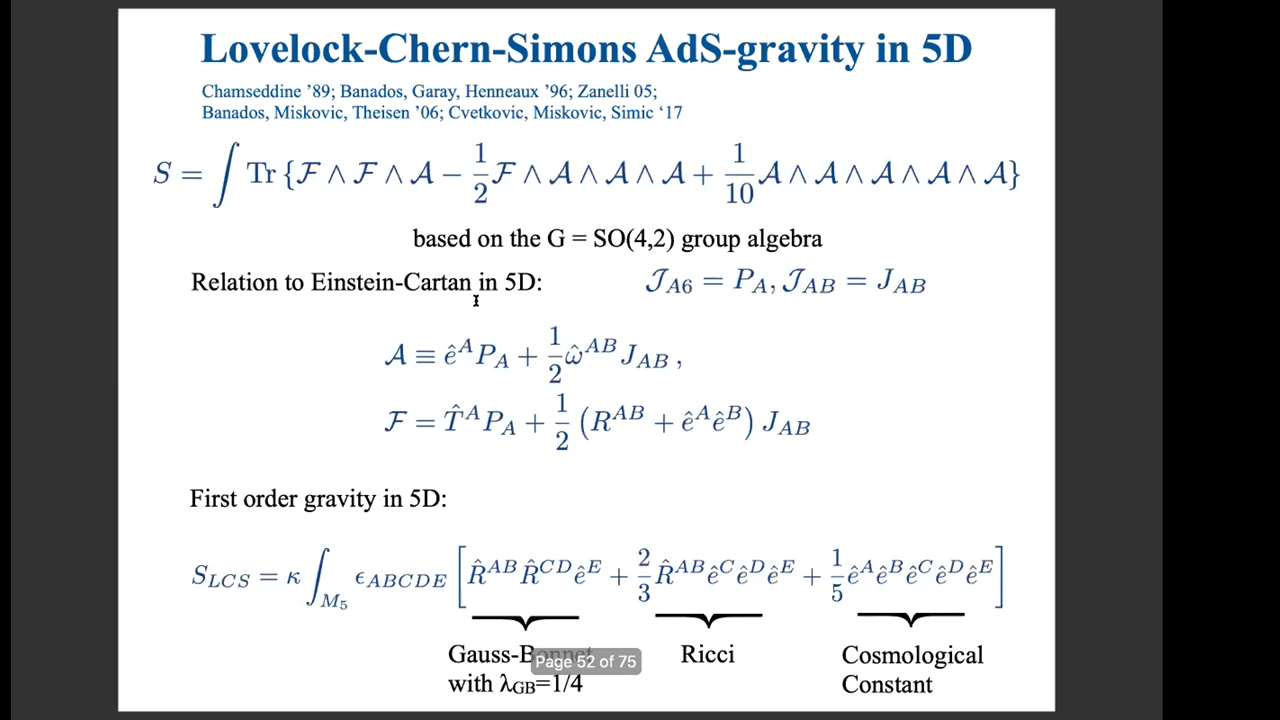 Lovelock-Chern-Simons AdS-gravity in 5D
Chamseddine '89; Banados, Garay, Henneaux '96; Zanelli 05;
Banados, Miskovic, Theisen '06; Cvetkovic, Miskovic, Simic '17
S = ∫ Tr {ℱ ∧ ℱ ∧ 𝒜 − 1/2 ℱ ∧ 𝒜 ∧ 𝒜 ∧ 𝒜 + 1/10 𝒜 ∧ 𝒜 ∧ 𝒜 ∧ 𝒜 ∧ 𝒜}
based on the G = SO(4,2) group algebra
Relation to Einstein-Cartan in 5D: 𝒥_{A6} = P_A, 𝒥_{AB} = J_{AB}
𝒜 ≡ ê^A P_A + 1/2 ω̂^{AB} J_{AB} ,
ℱ = T̂^A P_A + 1/2 (R^{AB} + ê^A ê^B) J_{AB}
First order gravity in 5D:
S_{LCS} = κ ∫_{M_5} ϵ_{ABCDE} [R̂^{AB} R̂^{CD} ê^E + 2/3 R̂^{AB} ê^C ê^D ê^E + 1/5 ê^A ê^B ê^C ê^D ê^E]
Gauss-B Ricci Cosmological
Page 52 of 75
with λ_{GB}=1/4 Constant